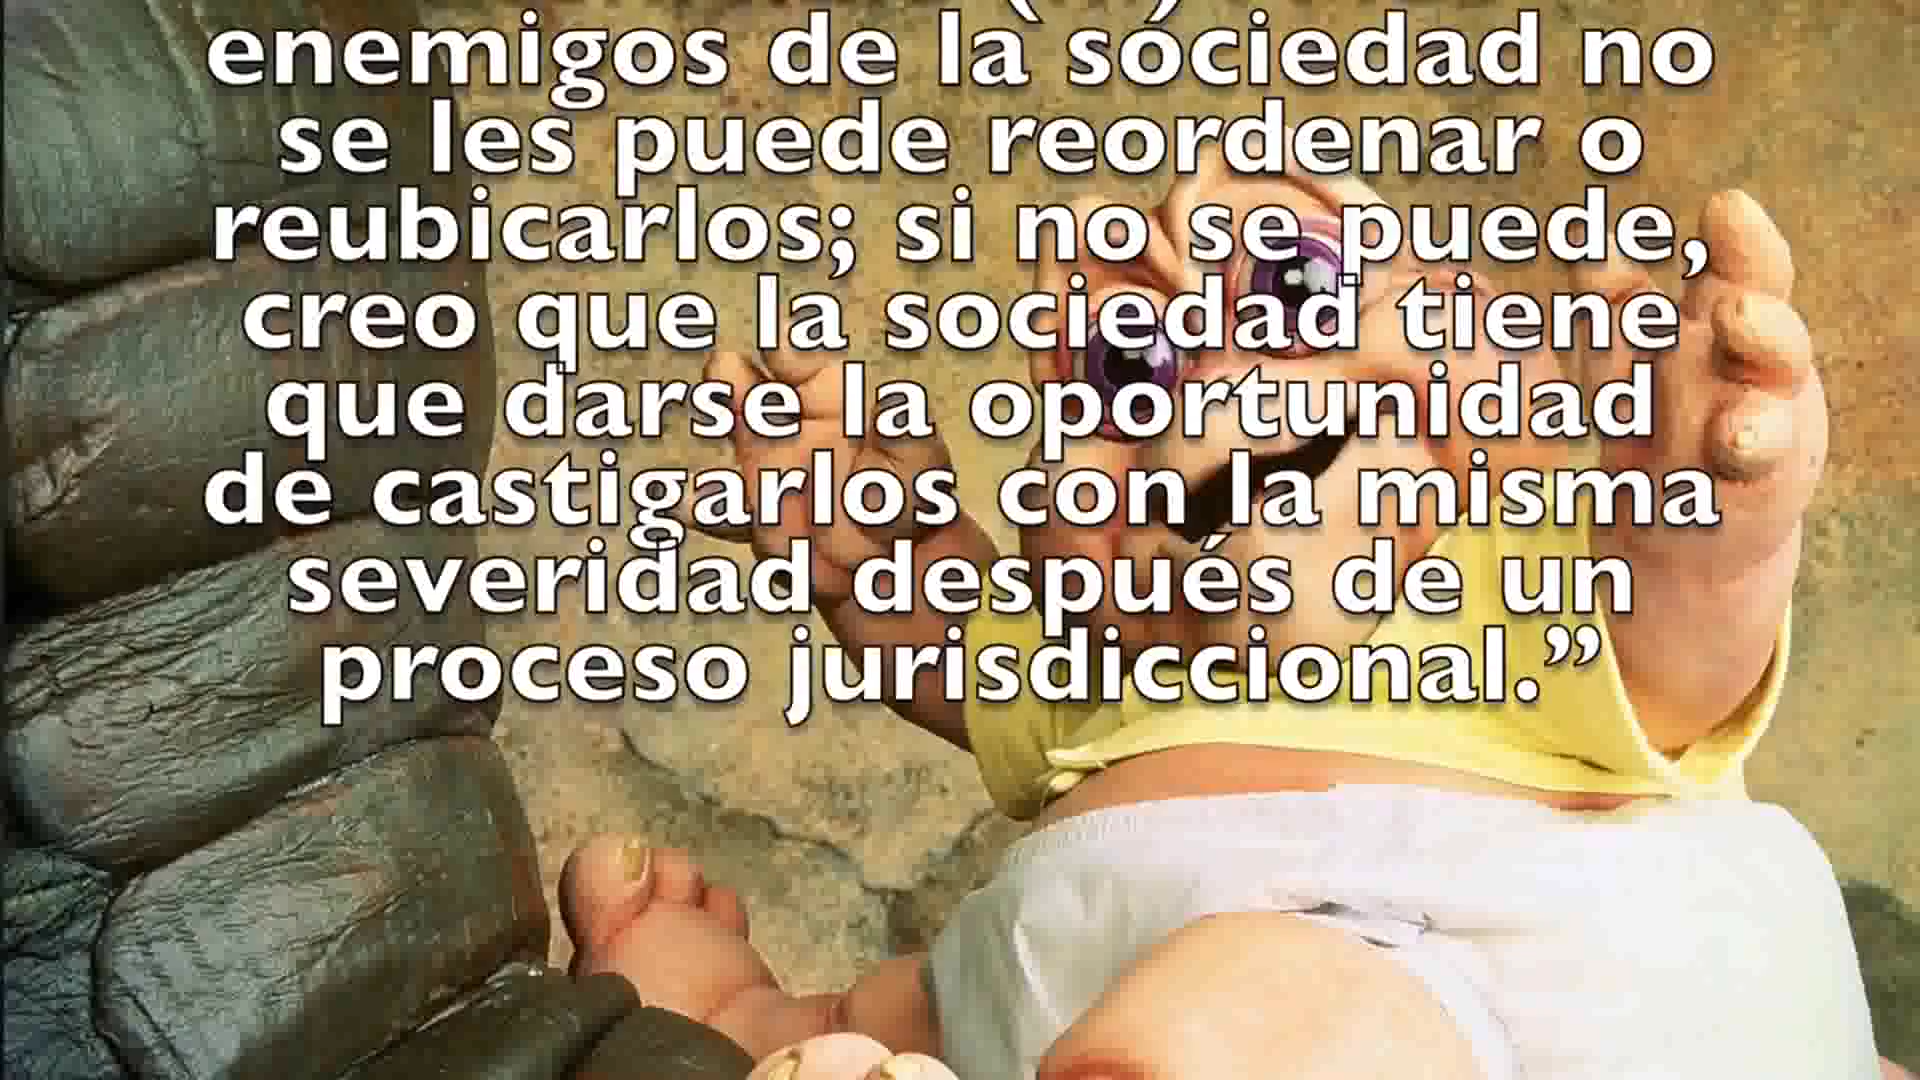 enemigos de la sociedad no
se les puede reordenar o
reubicarlos; si no se puede,
creo que la sociedad tiene
que darse la oportunidad
de castigarlos con la misma
severidad después de un
proceso jurisdiccional.”